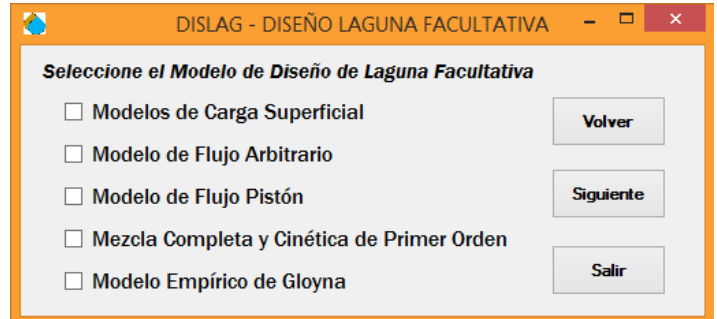 DISLAG - DISEÑO LAGUNA FACULTATIVA
Seleccione el Modelo de Diseño de Laguna Facultativa
Modelos de Carga Superficial
Modelo de Flujo Arbitrario
Modelo de Flujo Pistón
Mezcla Completa y Cinética de Primer Orden
Modelo Empírico de Gloyna
Volver
Siguiente
Salir